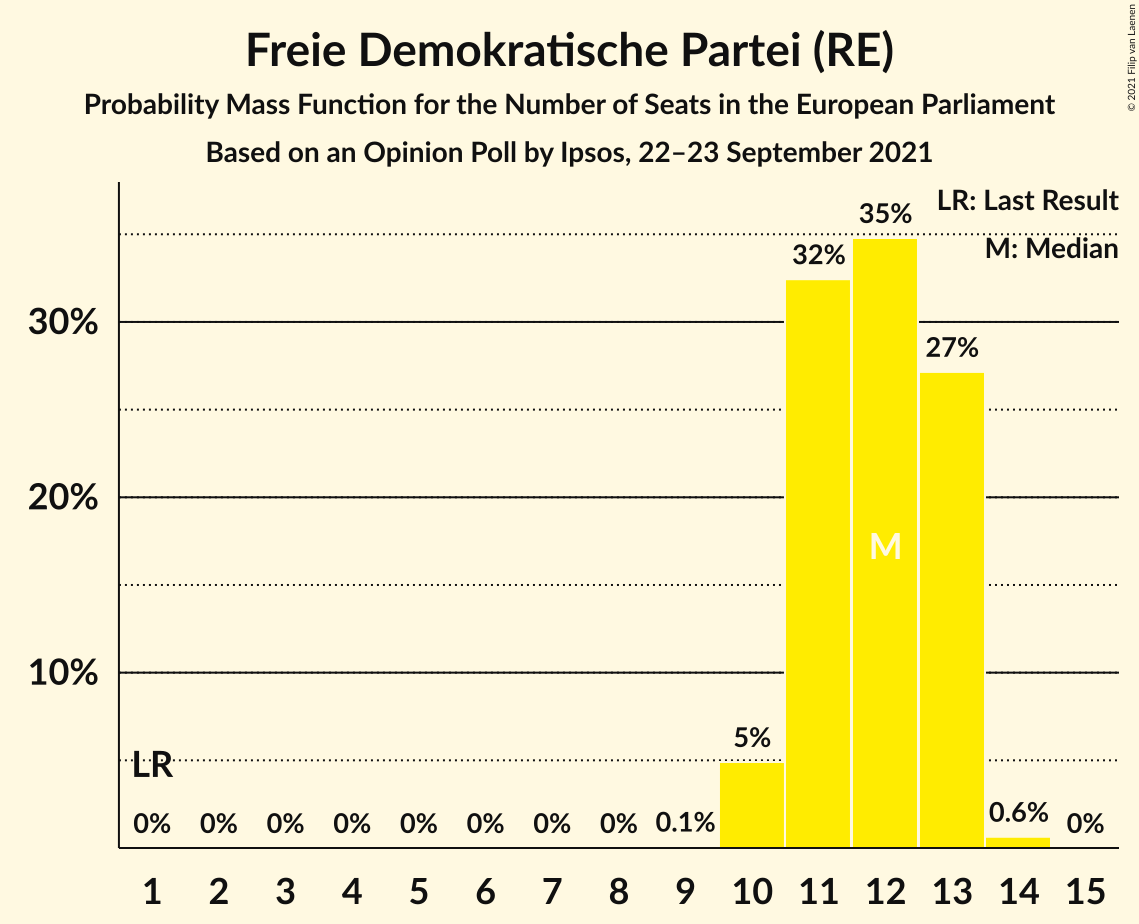 Freie Demokratische Partei (RE)
Probability Mass Function for the Number of Seats in the European Parliament
Based on an Opinion Poll by Ipsos, 22–23 September 2021
© 2021 Filip van Laenen
LR: Last Result
M: Median
35%
32%
30%
27%
20%
M
10%
5%
LR
0% 0% 0% 0% 0% 0% 0% 0% 0.1% 0.6% 0%
1 2 3 4 5 6 7 8 9 10 11 12 13 14 15